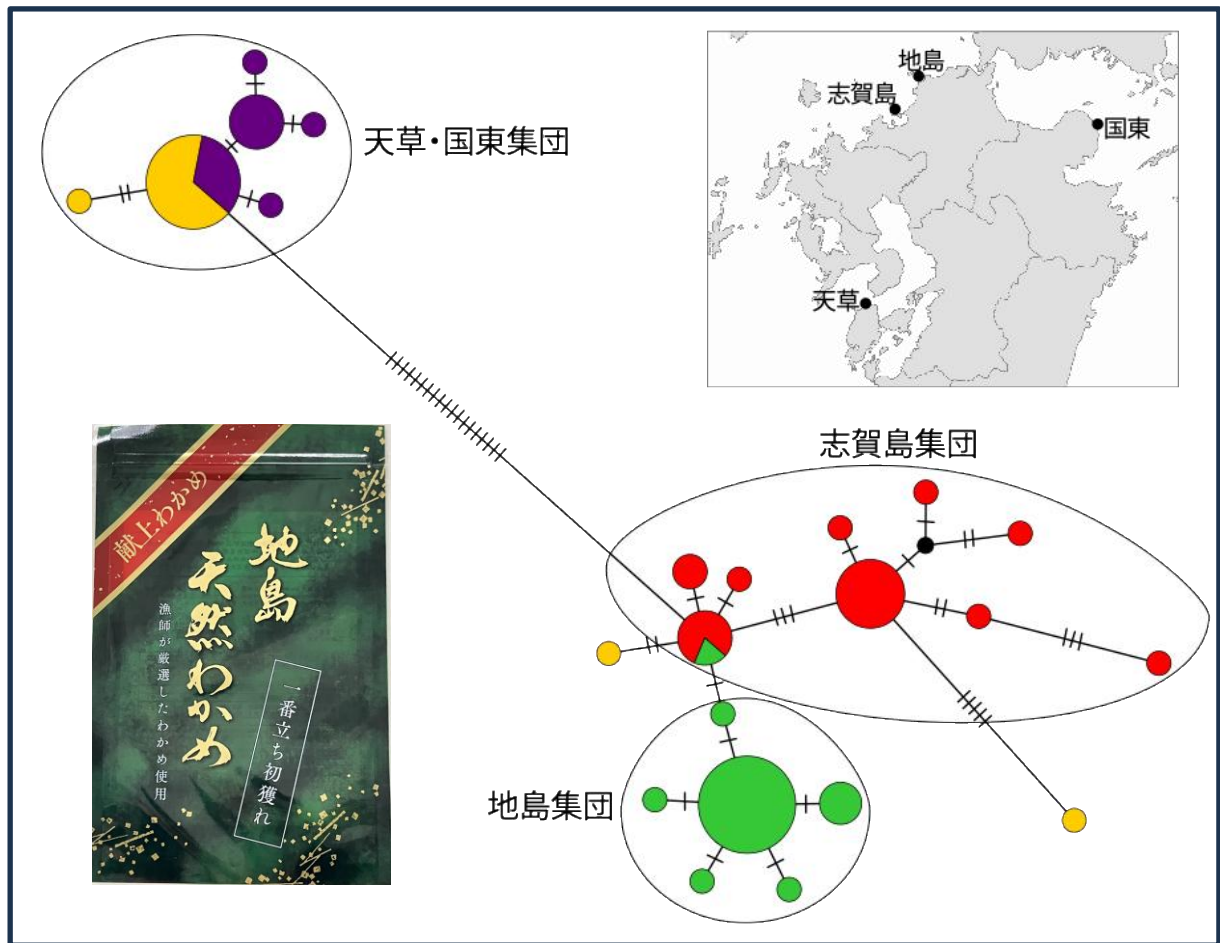 天草・国東集団
地島
志賀島
国東
天草
志賀島集団
地島集団
献上わかめ
地島
天然わかめ
漁師が厳選したわかめ使用
一番立ち初獲れ